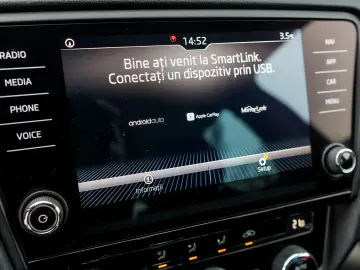 RADIO
MEDIA
PHONE
VOICE
14:52
3.5
Bine ați venit la SmartLink.
Conectați un dispozitiv prin USB.
androidauto
Apple CarPlay
MirrorLink
Informații
Setup
NAV
APP
CAR
MENU